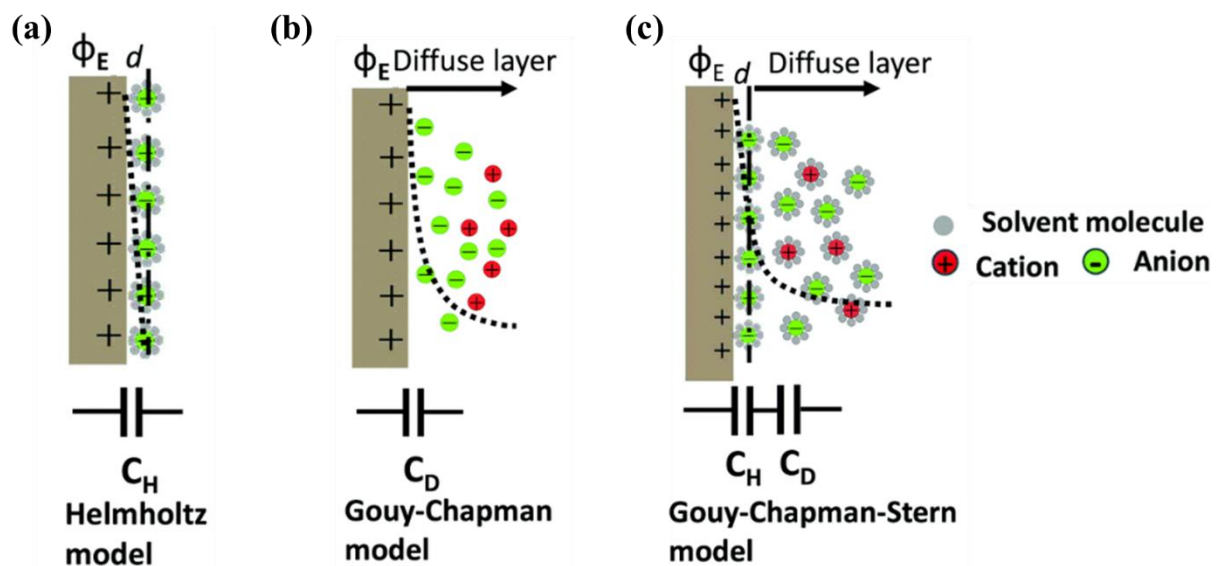 (a)
ϕE d
CH
Helmholtz
model
(b)
ϕE Diffuse layer
CD
Gouy-Chapman
model
(c)
ϕE d Diffuse layer
CH CD
Gouy-Chapman-Stern
model
Solvent molecule
+ Cation - Anion